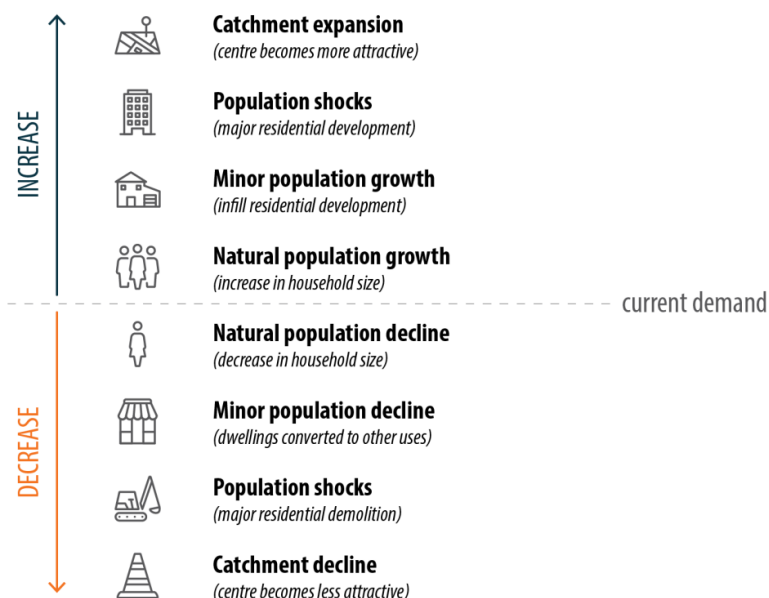 INCREASE
Catchment expansion
(centre becomes more attractive)
Population shocks
(major residential development)
Minor population growth
(infill residential development)
Natural population growth
(increase in household size)
current demand
DECREASE
Natural population decline
(decrease in household size)
Minor population decline
(dwellings converted to other uses)
Population shocks
(major residential demolition)
Catchment decline
(centre becomes less attractive)